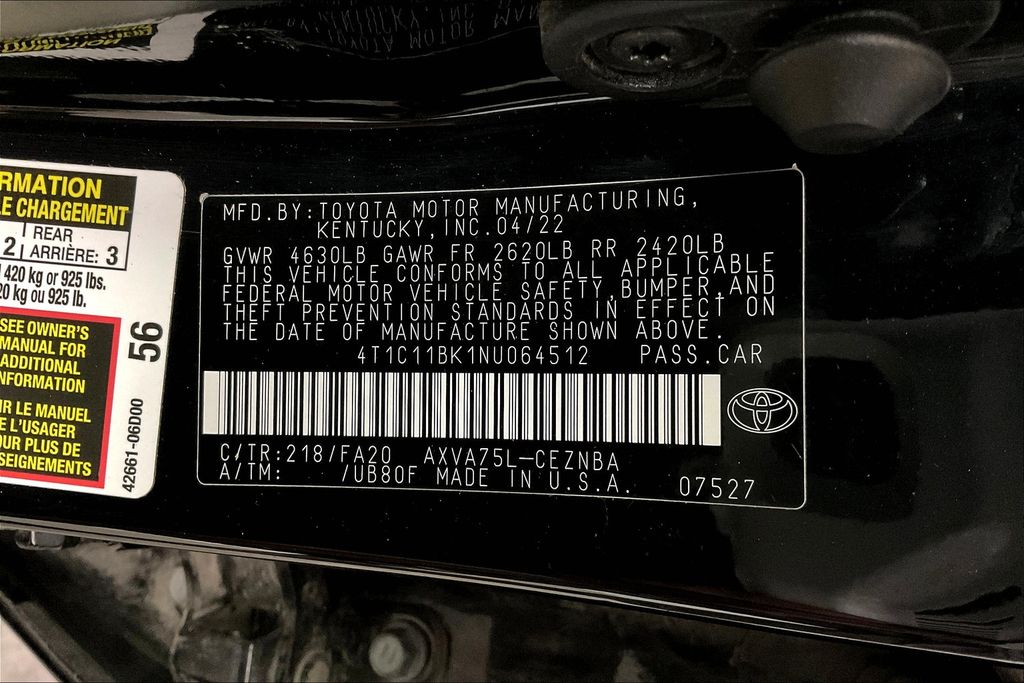 RMATION
E CHARGEMENT
2 REAR
ARRIÈRE: 3
420 kg or 925 lbs.
20 kg ou 925 lb.
SEE OWNER'S
MANUAL FOR
ADDITIONAL
NFORMATION
IR LE MANUEL
E L'USAGER
OUR PLUS DE
SEIGNEMENTS
56
42661-06D00
MFD.BY:TOYOTA MOTOR MANUFACTURING,
KENTUCKY,INC.04/22
GVWR 4630LB GAWR FR 2620LB RR 2420LB
THIS VEHICLE CONFORMS TO ALL APPLICABLE
FEDERAL MOTOR VEHICLE SAFETY,BUMPER,AND
THEFT PREVENTION STANDARDS IN EFFECT ON
THE DATE OF MANUFACTURE SHOWN ABOVE.
4T1C11BK1NU064512 PASS.CAR
C/TR:218/FA20 AXVA75L-CEZNBA
A/TM: /UB80F MADE IN U.S.A. 07527